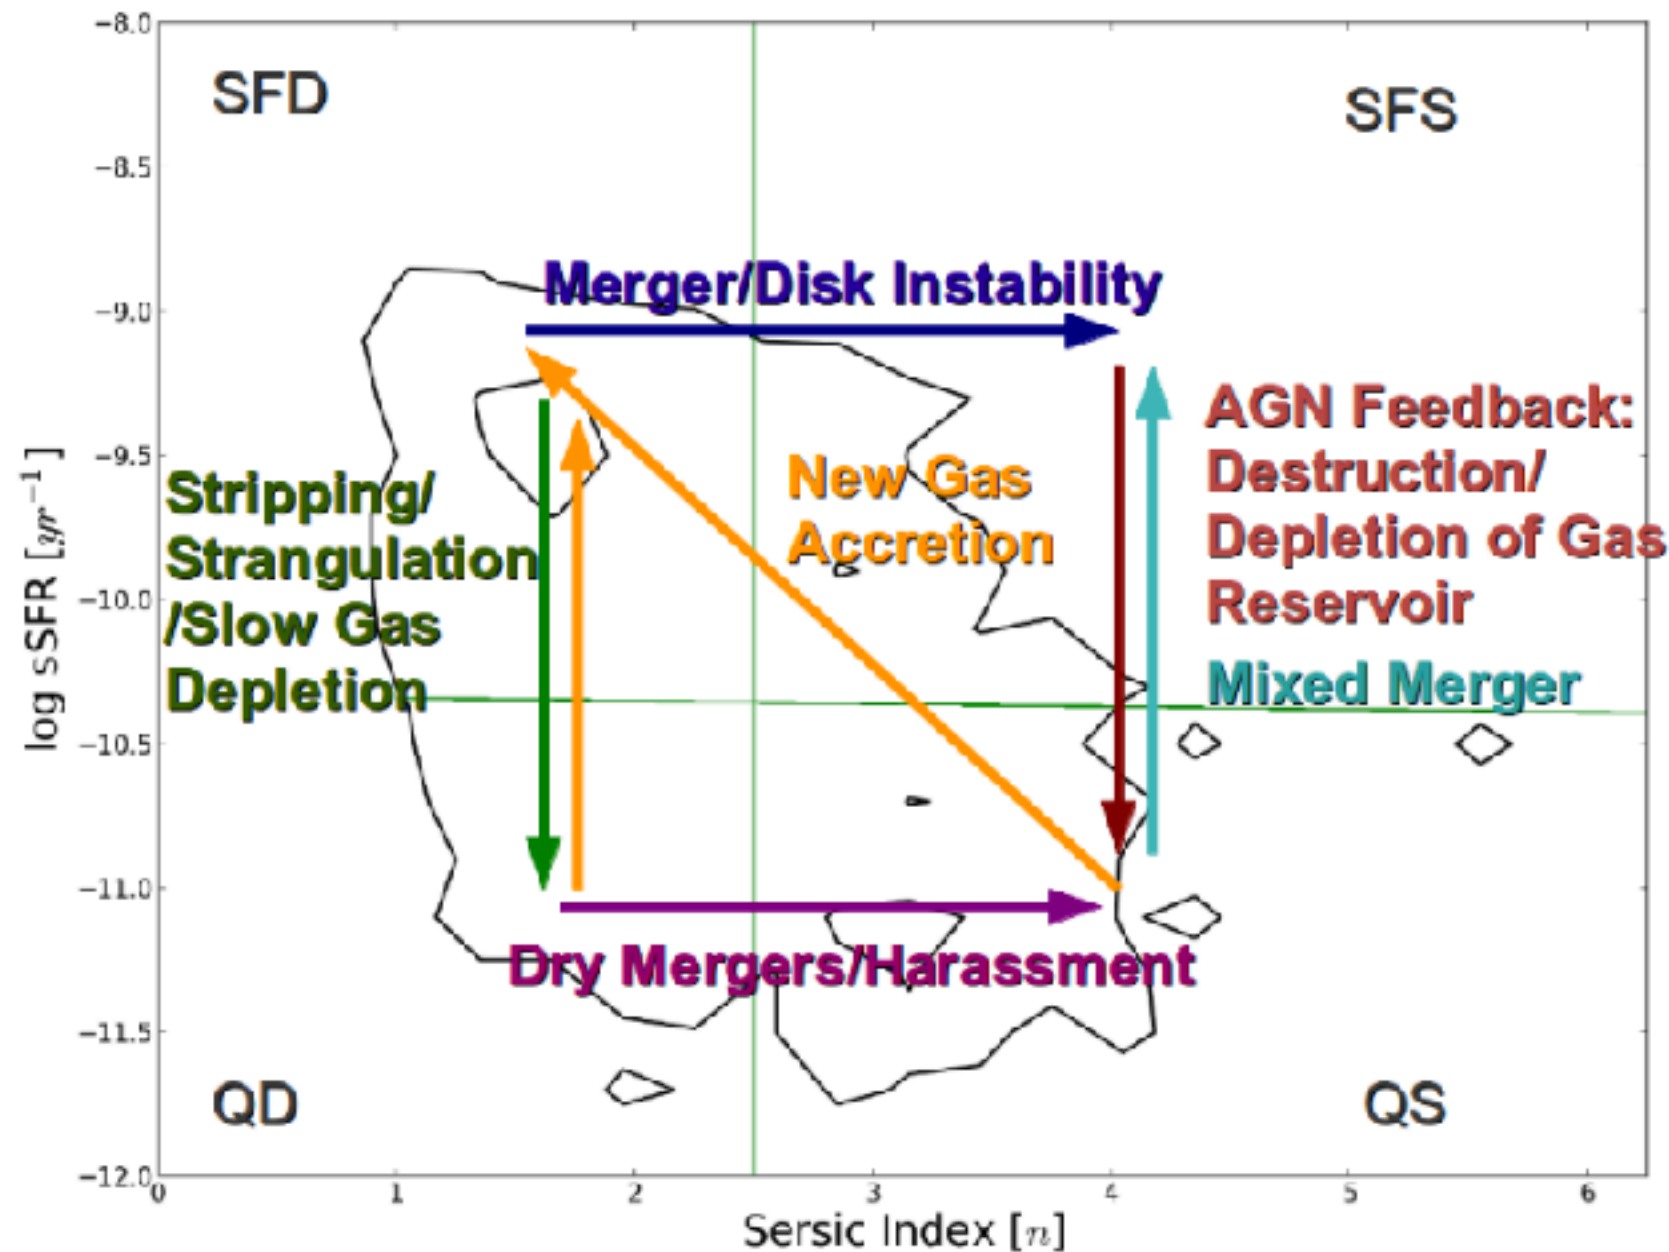 SFD
SFS
Merger/Disk Instability
Stripping/
Strangulation
/Slow Gas
Depletion
New Gas
Accretion
AGN Feedback:
Destruction/
Depletion of Gas
Reservoir
Mixed Merger
Dry Mergers/Harassment
QD
QS
log sSFR [yr⁻¹]
−8.0
−8.5
−9.0
−9.5
−10.0
−10.5
−11.0
−11.5
−12.0
0 1 2 3 4 5 6
Sersic Index [n]